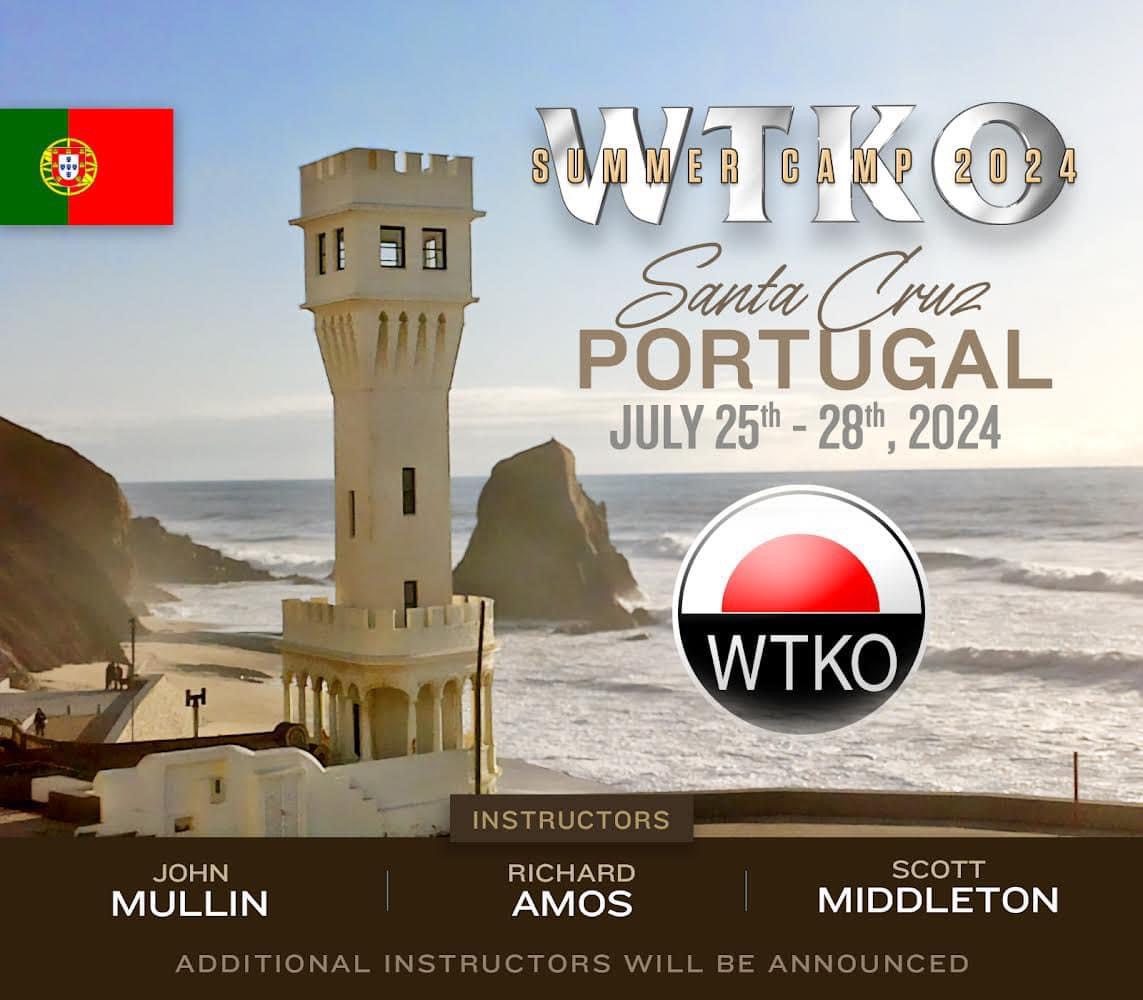 WTKO
SUMMER CAMP 2024
Santa Cruz
PORTUGAL
JULY 25th - 28th, 2024
WTKO
INSTRUCTORS
JOHN
MULLIN
RICHARD
AMOS
SCOTT
MIDDLETON
ADDITIONAL INSTRUCTORS WILL BE ANNOUNCED